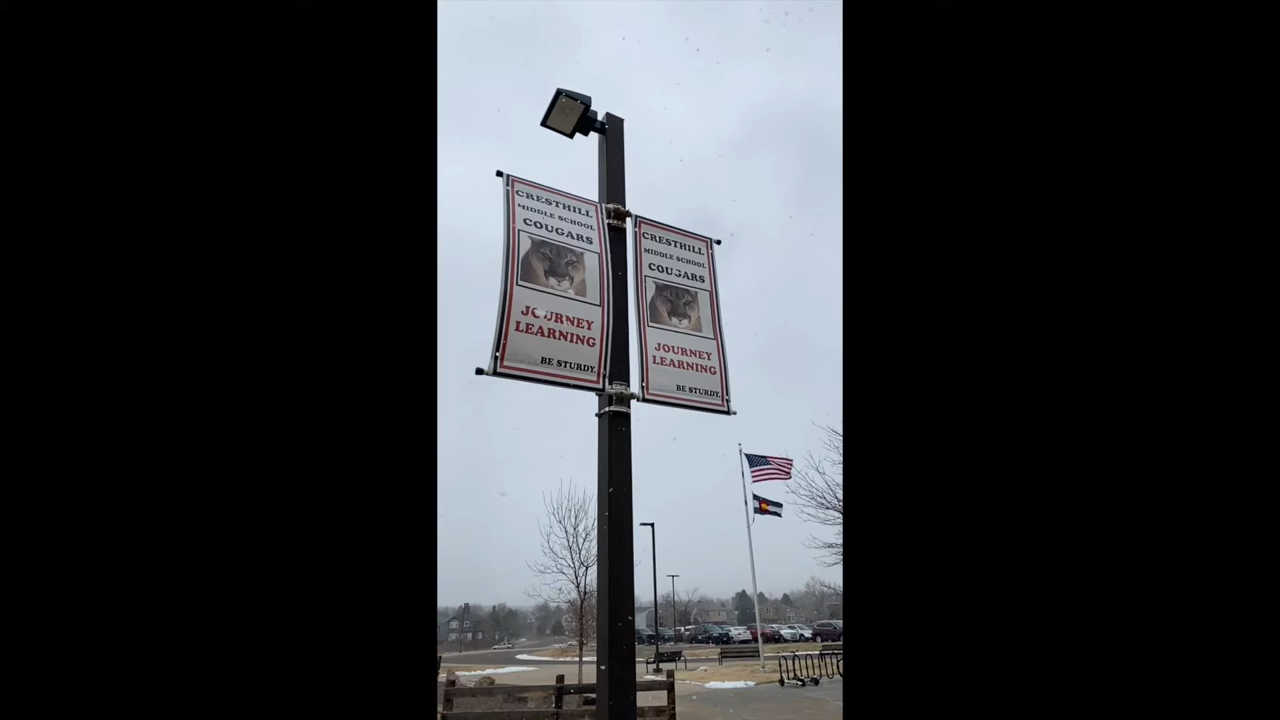 CRESTHILL
MIDDLE SCHOOL
COUGARS
JOURNEY
LEARNING
BE STURDY.
CRESTHILL
MIDDLE SCHOOL
COUGARS
JOURNEY
LEARNING
BE STURDY.